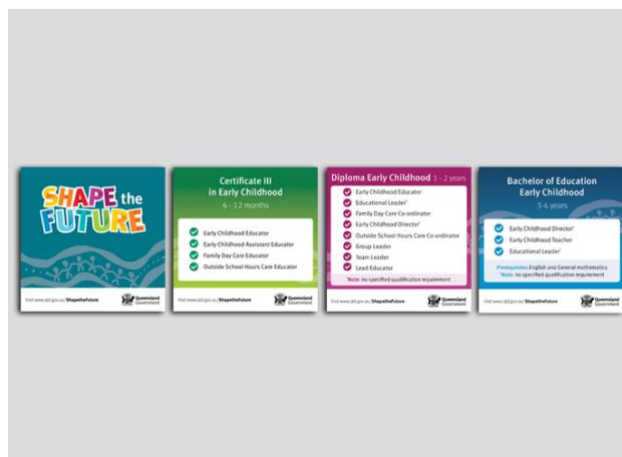 SHAPE the
FUTURE
Visit www.qld.gov.au/ShapetheFuture
Queensland
Government
Certificate III
in Early Childhood
6 - 12 months
Early Childhood Educator
Early Childhood Assistant Educator
Family Day Care Educator
Outside School Hours Care Educator
Visit www.qld.gov.au/ShapetheFuture
Queensland
Government
Diploma Early Childhood 1 - 2 years
Early Childhood Educator
Educational Leader*
Family Day Care Co-ordinator
Early Childhood Director*
Outside School Hours Care Co-ordinator
Group Leader
Team Leader
Lead Educator
*Note: no specified qualification requirement
Visit www.qld.gov.au/ShapetheFuture
Queensland
Government
Bachelor of Education
Early Childhood
3-4 years
Early Childhood Director*
Early Childhood Teacher
Educational Leader*
Prerequisites English and General mathematics
*Note: no specified qualification requirement
Visit www.qld.gov.au/ShapetheFuture
Queensland
Government